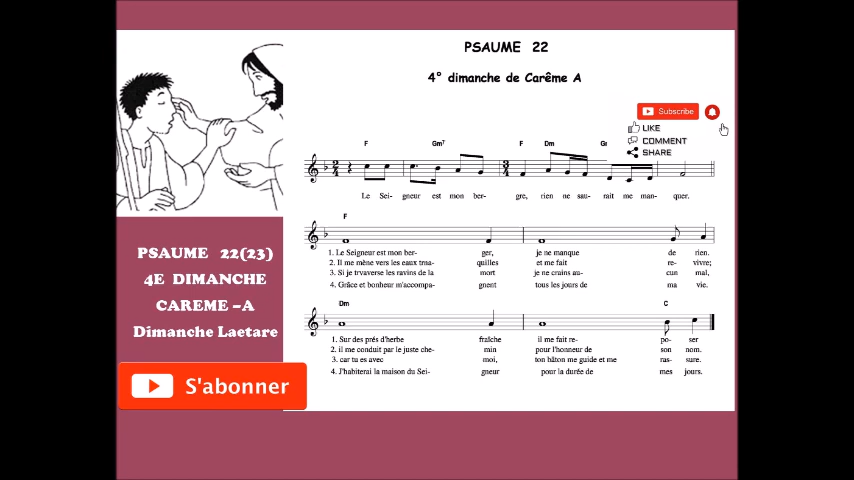 PSAUME 22
4° dimanche de Carême A
Subscribe
LIKE
COMMENT
SHARE
F Gm7 F Dm
Le Sei- gneur est mon ber- gre, rien ne sau- rait me man- quer.
F
1. Le Seigneur est mon ber- ger, je ne manque de rien.
2. Il me mène vers les eaux trna- quilles et me fait re- vivre;
3. Si je trvaverse les ravins de la mort je ne crains au- cun mal,
4. Grâce et bonheur m'accompa- gnent tous les jours de ma vie.
Dm C
1. Sur des prés d'herbe fraîche il me fait re- po- ser
2. il me conduit par le juste che- min pour l'honneur de son nom.
3. car tu es avec moi, ton bâton me guide et me ras- sure.
4. J'habiterai la maison du Sei- gneur pour la durée de mes jours.
PSAUME 22(23)
4E DIMANCHE
CAREME –A
Dimanche Laetare
S'abonner